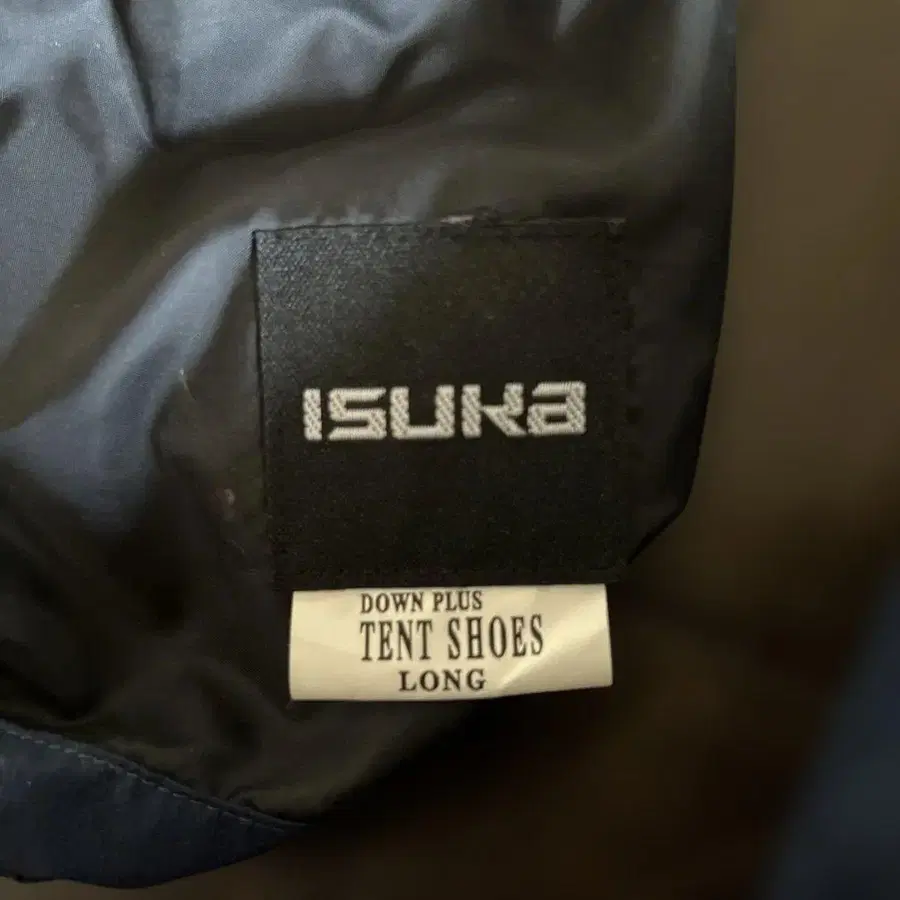 ISUKa
DOWN PLUS
TENT SHOES
LONG